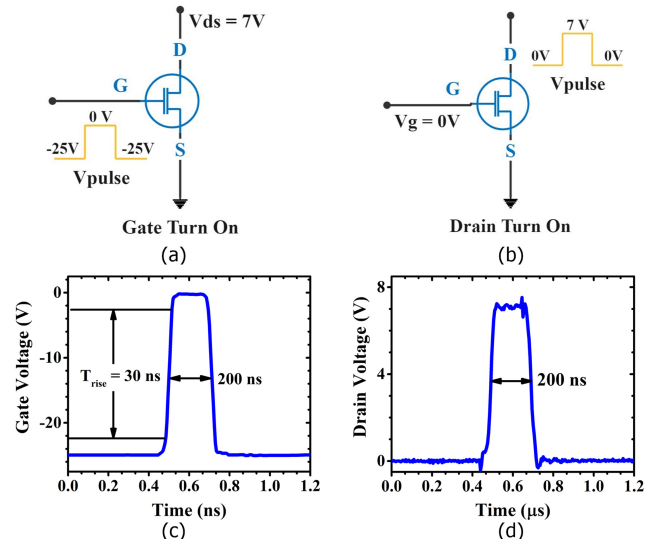 Vds = 7V
D
G
0 V
-25V -25V
Vpulse
S
Gate Turn On
(a)
7 V
0V 0V
Vpulse
D
G
Vg = 0V
S
Drain Turn On
(b)
Gate Voltage (V)
0
-10
-20
T_rise = 30 ns
200 ns
0.0 0.2 0.4 0.6 0.8 1.0 1.2
Time (ns)
(c)
Drain Voltage (V)
8
4
0
200 ns
0.0 0.2 0.4 0.6 0.8 1.0 1.2
Time (μs)
(d)